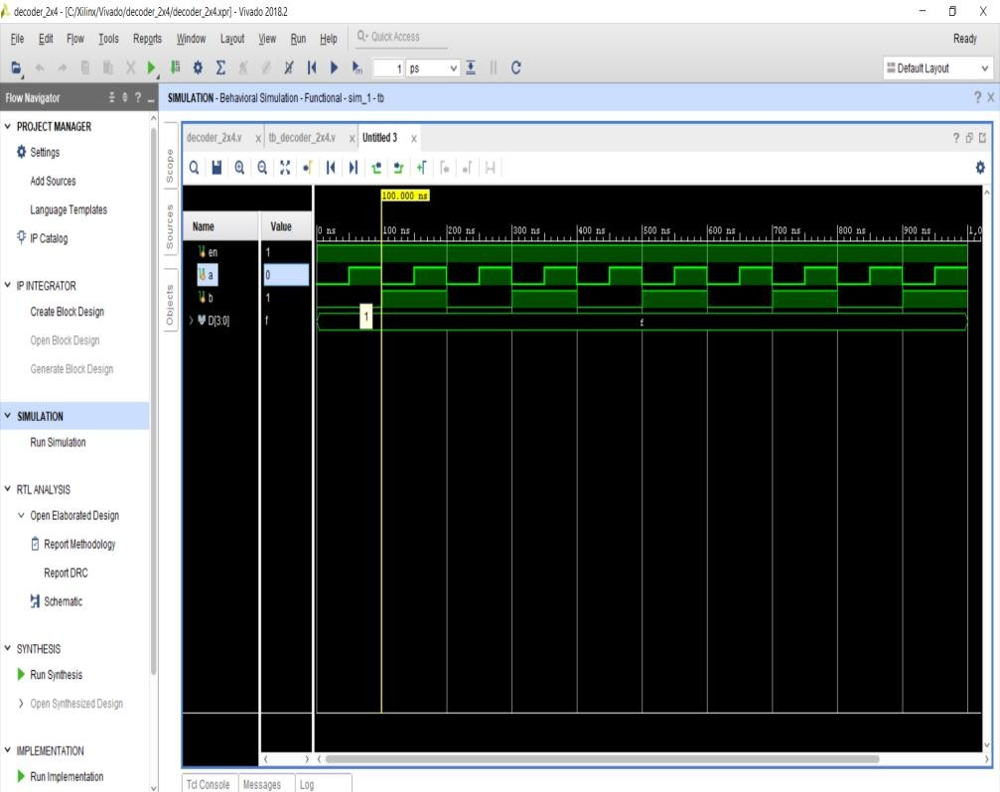 decoder_2x4 - [C:/Xilinx/Vivado/decoder_2x4/decoder_2x4.xpr] - Vivado 2018.2
File Edit Flow Tools Reports Window Layout View Run Help Quick Access Ready
1 ps Default Layout
Flow Navigator ? SIMULATION - Behavioral Simulation - Functional - sim_1 - tb ? X
PROJECT MANAGER
Settings
Add Sources
Language Templates
IP Catalog
IP INTEGRATOR
Create Block Design
Open Block Design
Generate Block Design
SIMULATION
Run Simulation
RTL ANALYSIS
Open Elaborated Design
Report Methodology
Report DRC
Schematic
SYNTHESIS
Run Synthesis
Open Synthesized Design
IMPLEMENTATION
Run Implementation
Scope
Sources
Objects
decoder_2x4.v x tb_decoder_2x4.v x Untitled 3 x ?
100.000 ns
Name Value 0 ns 100 ns 200 ns 300 ns 400 ns 500 ns 600 ns 700 ns 800 ns 900 ns 1,0
en 1
a 0
b 1
1
D[3:0] f f
Tcl Console Messages Log